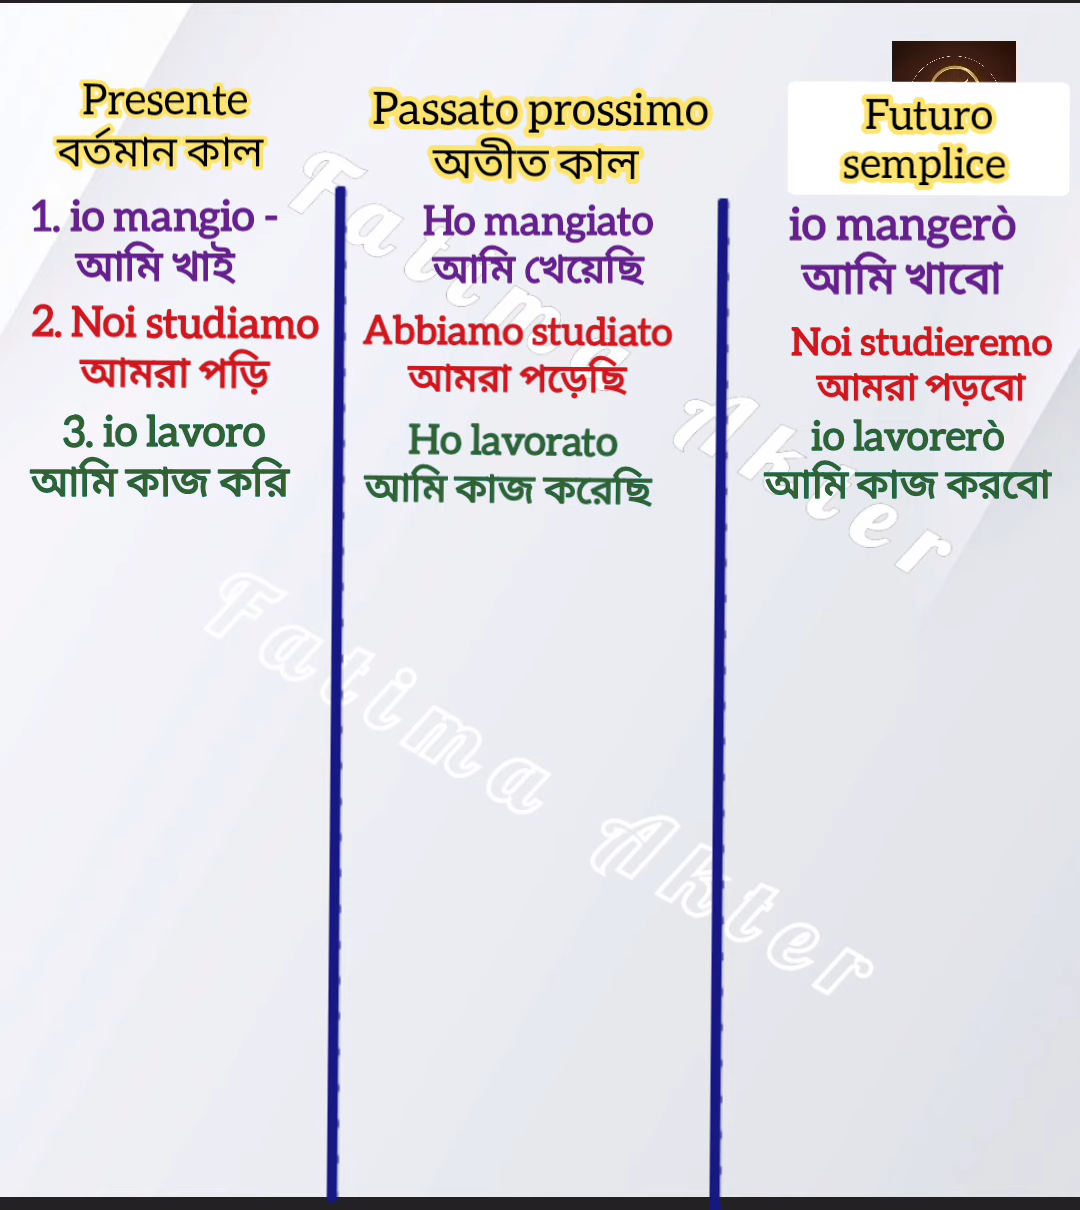 Presente
বর্তমান কাল
1. io mangio -
আমি খাই
2. Noi studiamo
আমরা পড়ি
3. io lavoro
আমি কাজ করি
Passato prossimo
অতীত কাল
Ho mangiato
আমি খেয়েছি
Abbiamo studiato
আমরা পড়েছি
Ho lavorato
আমি কাজ করেছি
Futuro
semplice
io mangerò
আমি খাবো
Noi studieremo
আমরা পড়বো
io lavorerò
আমি কাজ করবো
Fatima Akter
Fatima Akter